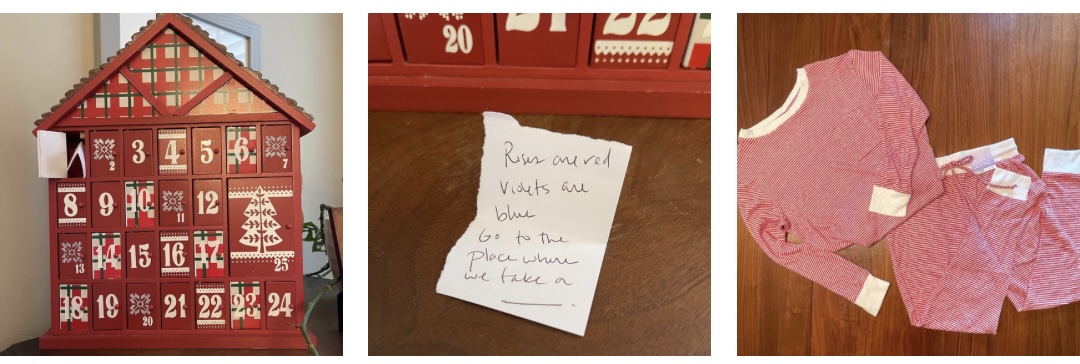 2 3 4 5 6 7
8 9 10 11 12
13 14 15 16 17 25
18 19 20 21 22 23 24
20 21 22
Roses are red
Violets are
blue
Go to the
place where
we take a
______.